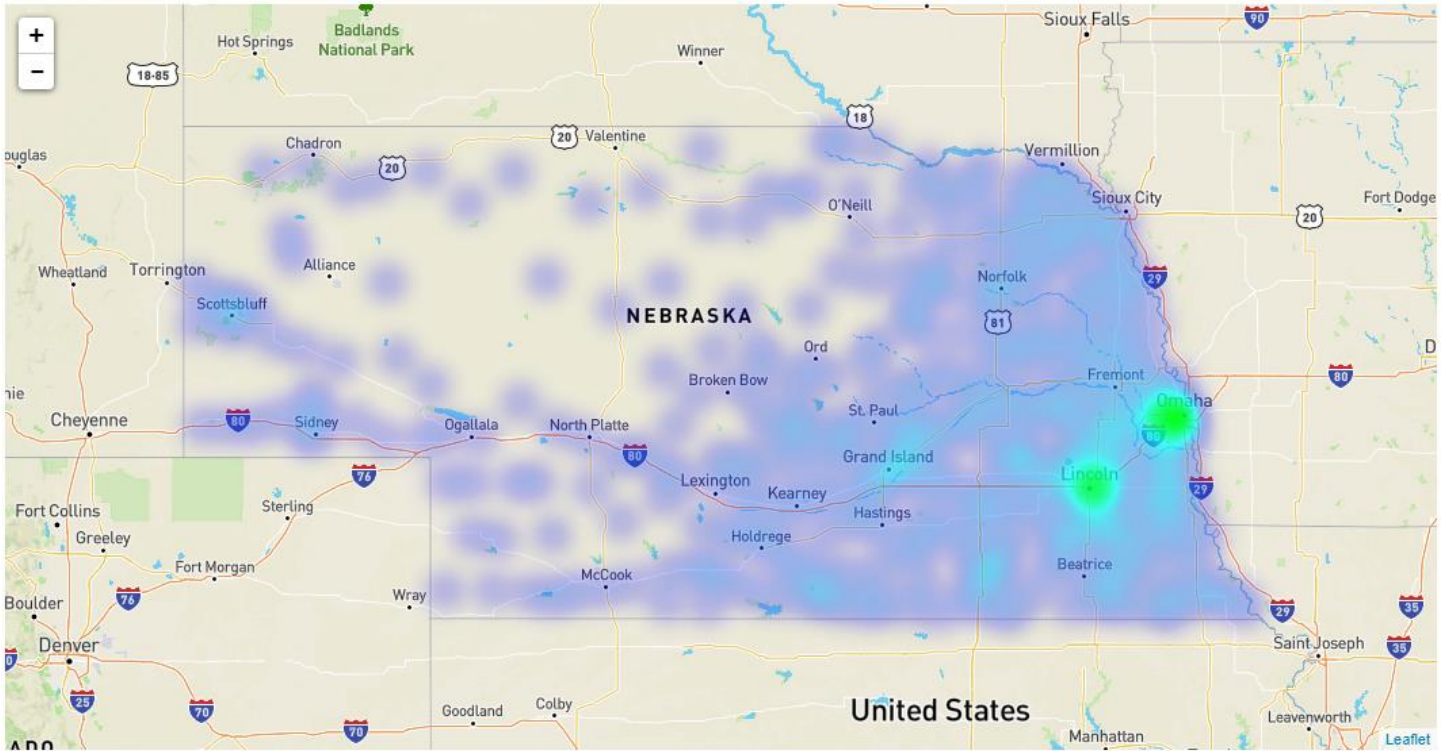 +
−
Hot Springs
Badlands
National Park
Winner
Sioux Falls
90
18-85
18
20
Valentine
Chadron
20
ouglas
Vermillion
O'Neill
Sioux City
20
Fort Dodge
Wheatland
Torrington
Alliance
Scottsbluff
Norfolk
29
NEBRASKA
81
Ord
D
Broken Bow
Fremont
80
nie
Omaha
Cheyenne
80
Sidney
Ogallala
North Platte
St. Paul
80
80
Grand Island
Lincoln
76
Lexington
Kearney
29
Sterling
Fort Collins
Hastings
Greeley
Holdrege
Fort Morgan
McCook
Beatrice
76
Wray
Boulder
29
35
Denver
0
Saint Joseph
35
25
70
Goodland
Colby
United States
70
Leavenworth
Manhattan
ADO
Leaflet